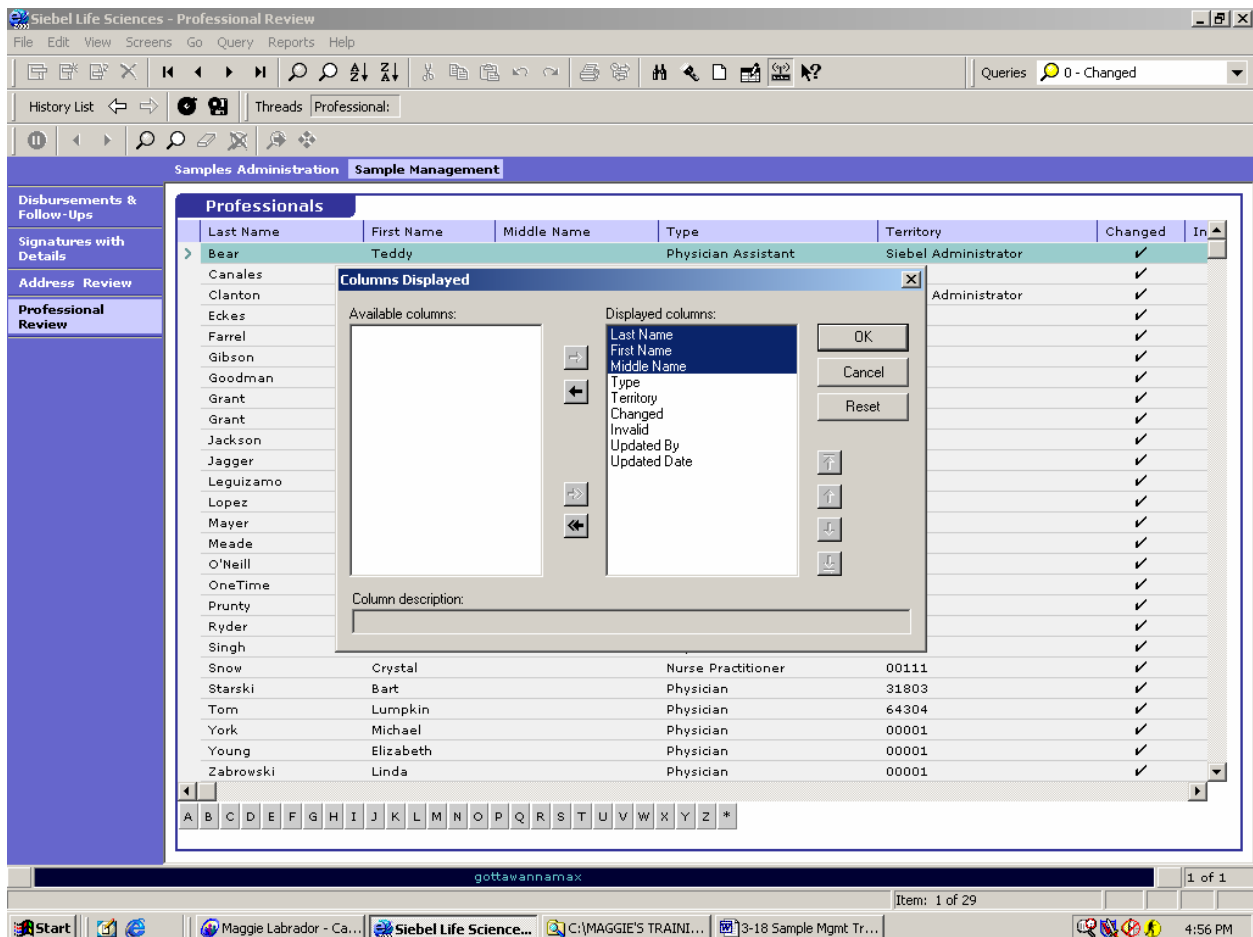 Siebel Life Sciences - Professional Review
File Edit View Screens Go Query Reports Help
Queries 0 - Changed
History List Threads Professional:
Samples Administration Sample Management
Disbursements & Follow-Ups
Signatures with Details
Address Review
Professional Review
Professionals
Last Name First Name Middle Name Type Territory Changed In
Bear Teddy Physician Assistant Siebel Administrator
Canales
Clanton Administrator
Eckes
Farrel
Gibson
Goodman
Grant
Grant
Jackson
Jagger
Leguizamo
Lopez
Mayer
Meade
O'Neill
OneTime
Prunty
Ryder
Singh
Snow Crystal Nurse Practitioner 00111
Starski Bart Physician 31803
Tom Lumpkin Physician 64304
York Michael Physician 00001
Young Elizabeth Physician 00001
Zabrowski Linda Physician 00001
Columns Displayed
Available columns:
Displayed columns:
Last Name
First Name
Middle Name
Type
Territory
Changed
Invalid
Updated By
Updated Date
OK
Cancel
Reset
Column description:
A B C D E F G H I J K L M N O P Q R S T U V W X Y Z *
gottawannamax 1 of 1
Item: 1 of 29
Start Maggie Labrador - Ca... Siebel Life Science... C:\MAGGIE'S TRAINI... 3-18 Sample Mgmt Tr... 4:56 PM